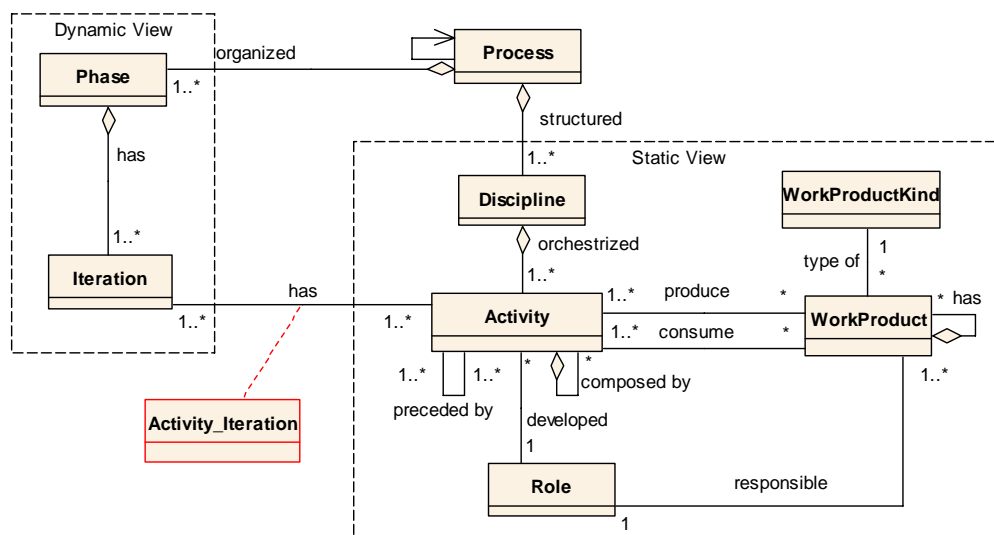 Dynamic View
organized
Process
Phase
1..*
structured
has
1..*
Static View
Discipline
WorkProductKind
1..*
orchestrized
1
type of
*
Iteration
has
1..*
1..*
produce
*
*
has
1..*
1..*
Activity
1..*
consume
*
WorkProduct
1..*
1..*
*
*
composed by
1..*
preceded by
Activity_Iteration
developed
1
Role
responsible
1